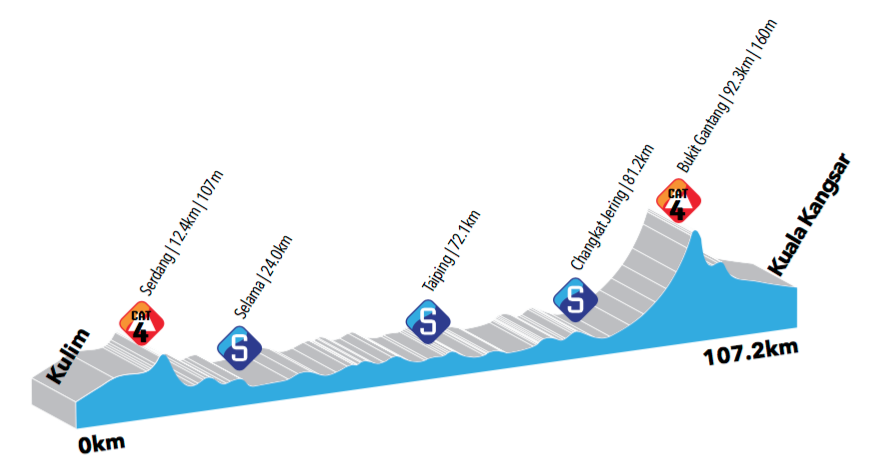 Kulim
CAT
4
Serdang | 12.4km | 107m
S
Selama | 24.0km
S
Taiping | 72.1km
S
Changkat Jering | 81.2km
CAT
4
Bukit Gantang | 92.3km | 160m
Kuala Kangsar
0km
107.2km